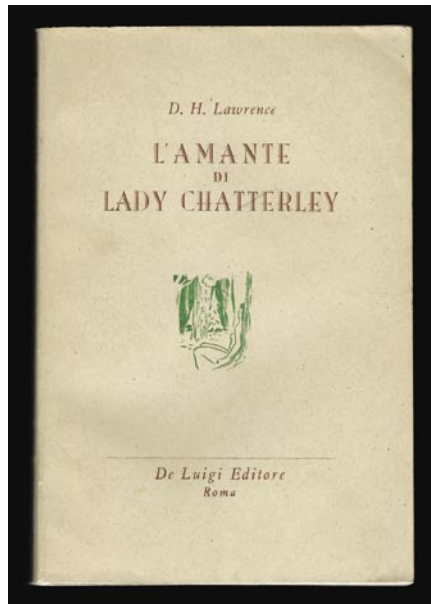 D. H. Lawrence
L'AMANTE
DI
LADY CHATTERLEY
De Luigi Editore
Roma